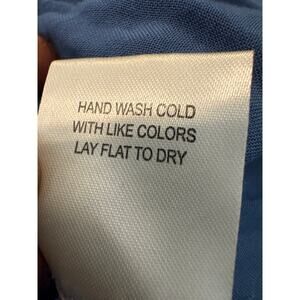 HAND WASH COLD
WITH LIKE COLORS
LAY FLAT TO DRY